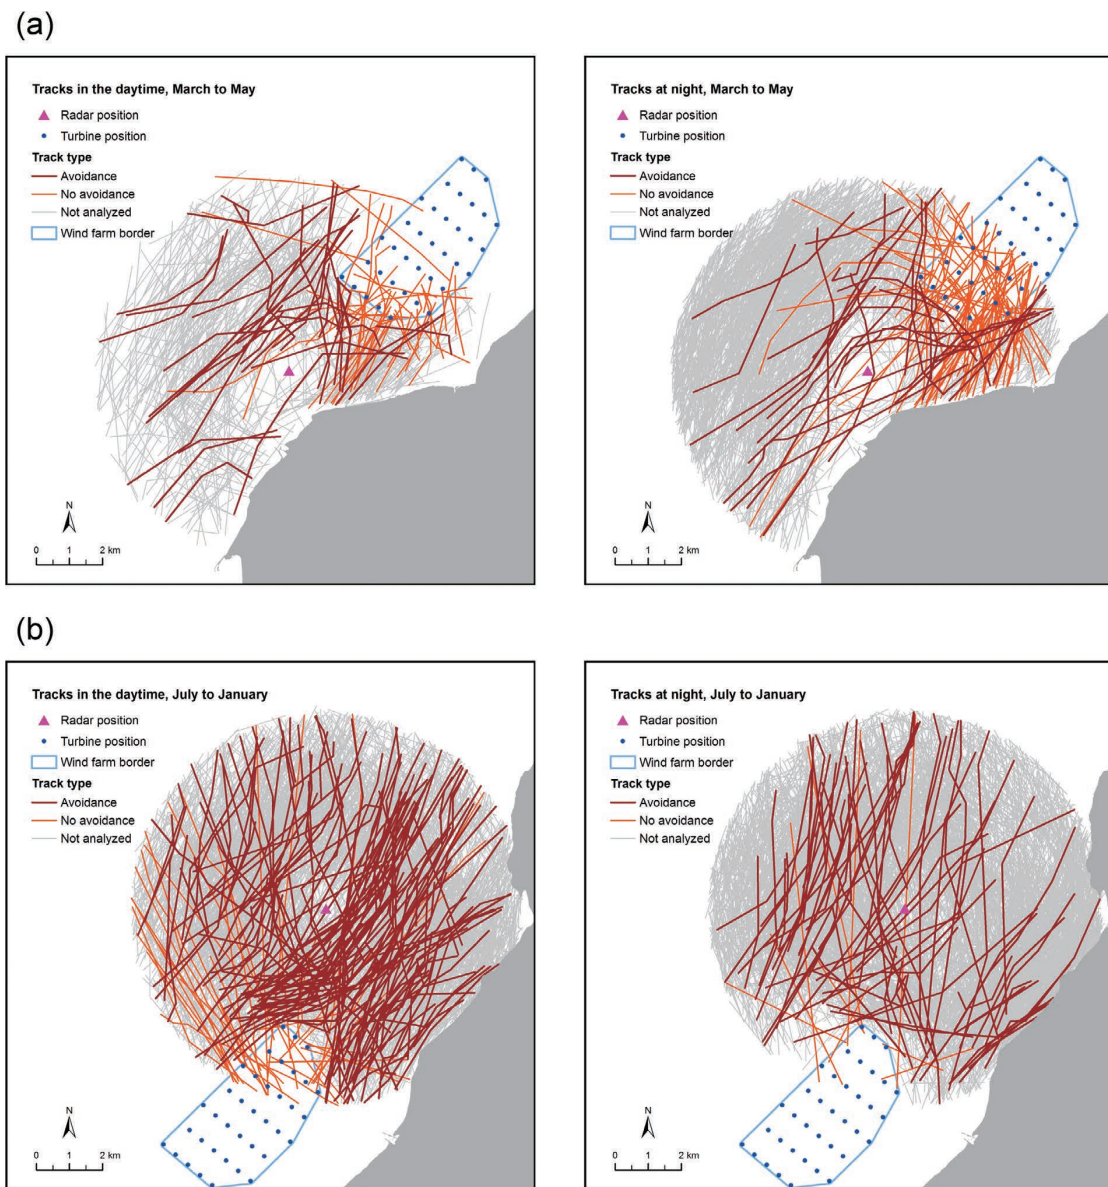 (a)
Tracks in the daytime, March to May
Radar position
Turbine position
Track type
Avoidance
No avoidance
Not analyzed
Wind farm border
N
0 1 2 km
Tracks at night, March to May
Radar position
Turbine position
Track type
Avoidance
No avoidance
Not analyzed
Wind farm border
N
0 1 2 km
(b)
Tracks in the daytime, July to January
Radar position
Turbine position
Wind farm border
Track type
Avoidance
No avoidance
Not analyzed
N
0 1 2 km
Tracks at night, July to January
Radar position
Turbine position
Wind farm border
Track type
Avoidance
No avoidance
Not analyzed
N
0 1 2 km